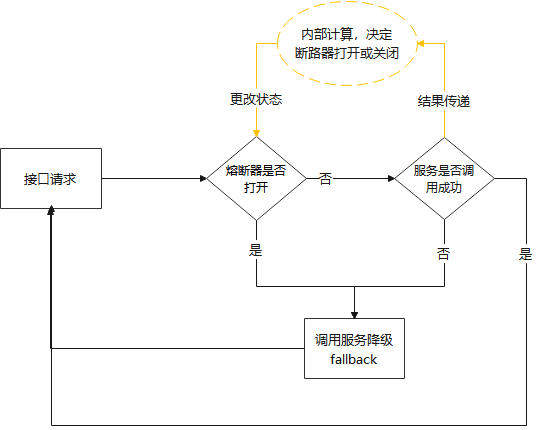 内部计算，决定
断路器打开或关闭
更改状态
结果传递
接口请求
熔断器是否
打开
否
服务是否调
用成功
是
否
是
调用服务降级
fallback